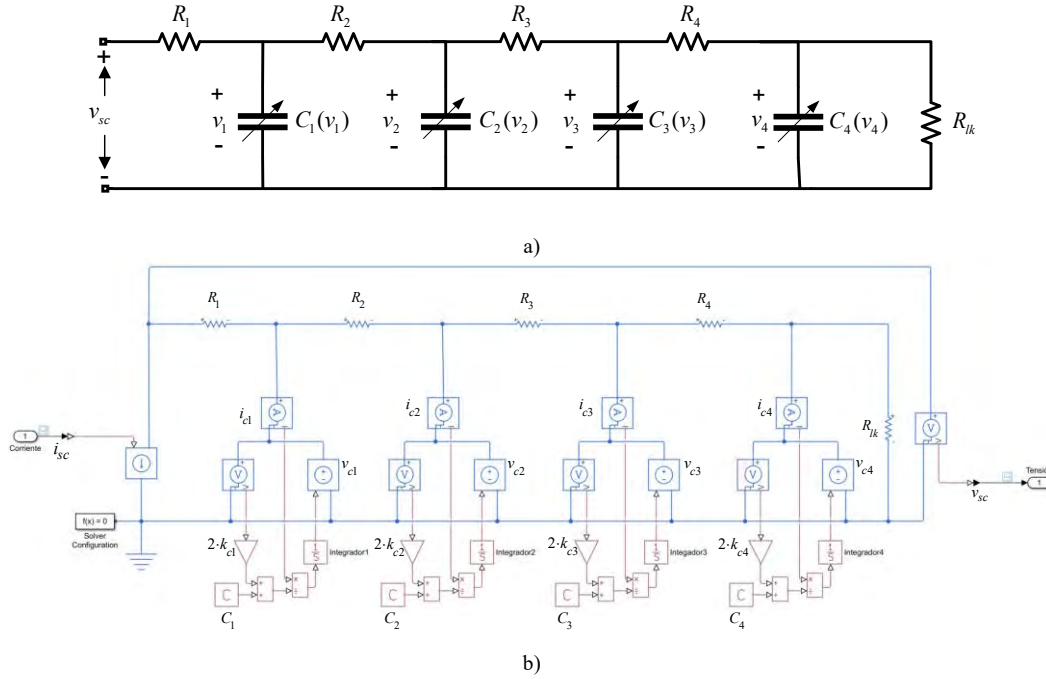 R1 R2 R3 R4
+ + + + +
vsc v1 C1(v1) v2 C2(v2) v3 C3(v3) v4 C4(v4) Rlk
- - - - -
a)
R1 R2 R3 R4
ic1 ic2 ic3 ic4
A A A A
1 Corriente isc Rlk V
V vc1 V vc2 V vc3 V vc4
vsc 1
f(x) = 0
Solver
Configuration
2·kc1 Integrador1 2·kc2 Integrador2 2·kc3 Integador3 2·kc4 Integrador4
C C C C
C1 C2 C3 C4
b)